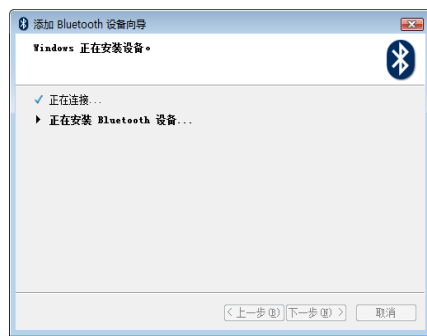 添加 Bluetooth 设备向导
Windows 正在安装设备。
正在连接...
正在安装 Bluetooth 设备...
<上一步(B) 下一步(N) > 取消